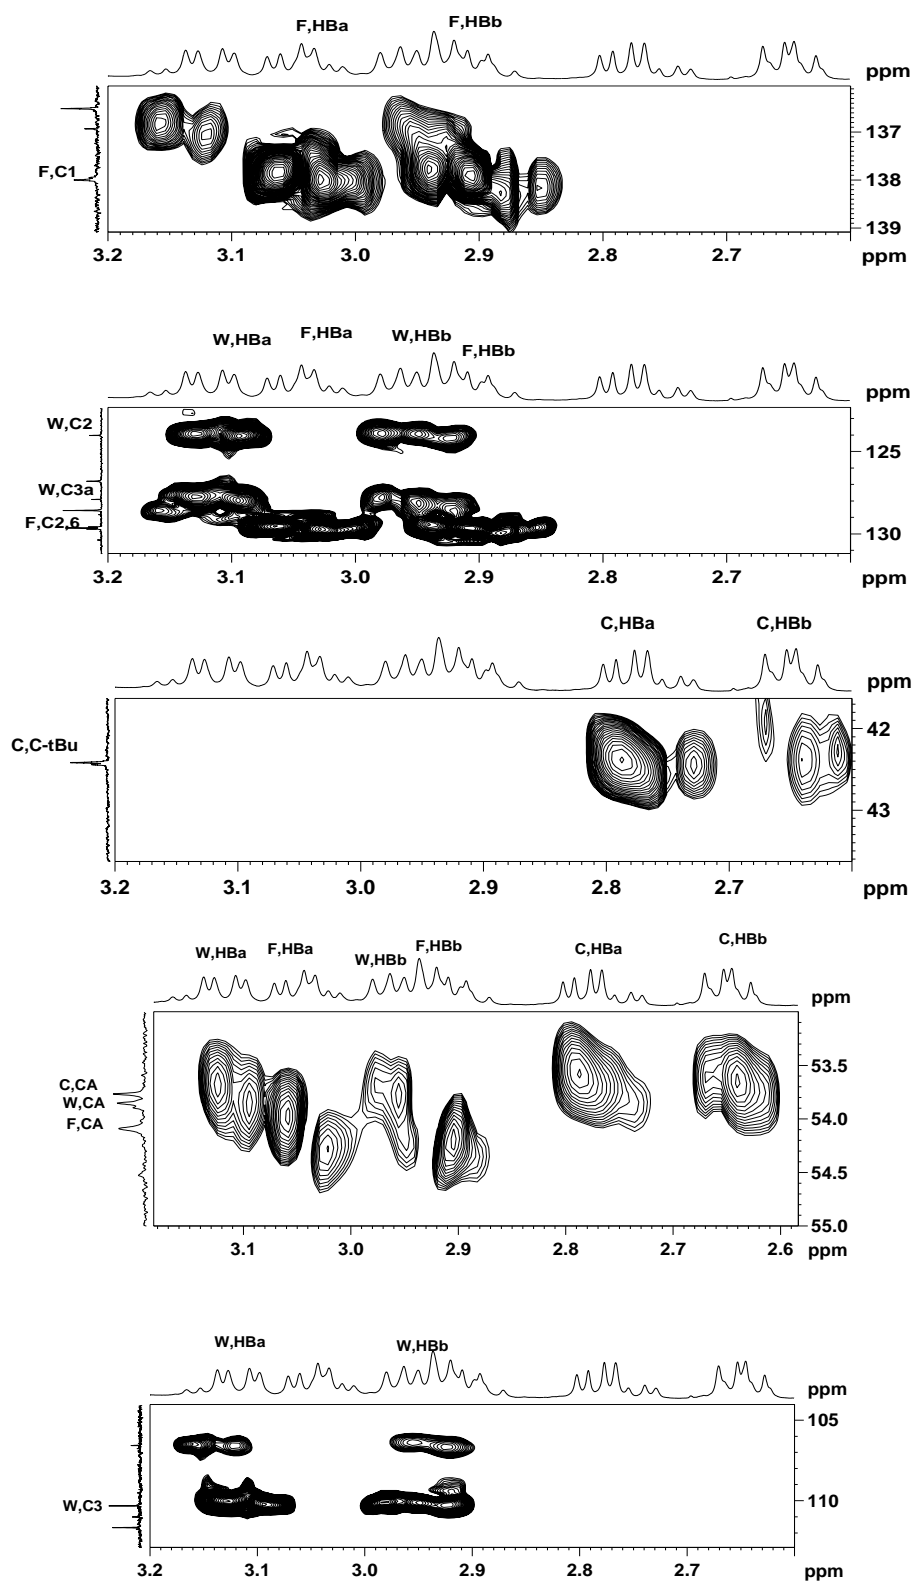 F,HBa F,HBb
ppm
137
F,C1
138
139
3.2 3.1 3.0 2.9 2.8 2.7 ppm
W,HBa F,HBa W,HBb F,HBb
ppm
W,C2
125
W,C3a
F,C2,6
130
3.2 3.1 3.0 2.9 2.8 2.7 ppm
C,HBa C,HBb
ppm
42
C,C-tBu
43
3.2 3.1 3.0 2.9 2.8 2.7 ppm
W,HBa F,HBa W,HBb F,HBb C,HBa C,HBb
ppm
53.5
C,CA
W,CA
54.0
F,CA
54.5
55.0
3.1 3.0 2.9 2.8 2.7 2.6 ppm
W,HBa W,HBb
ppm
105
W,C3
110
3.2 3.1 3.0 2.9 2.8 2.7 ppm